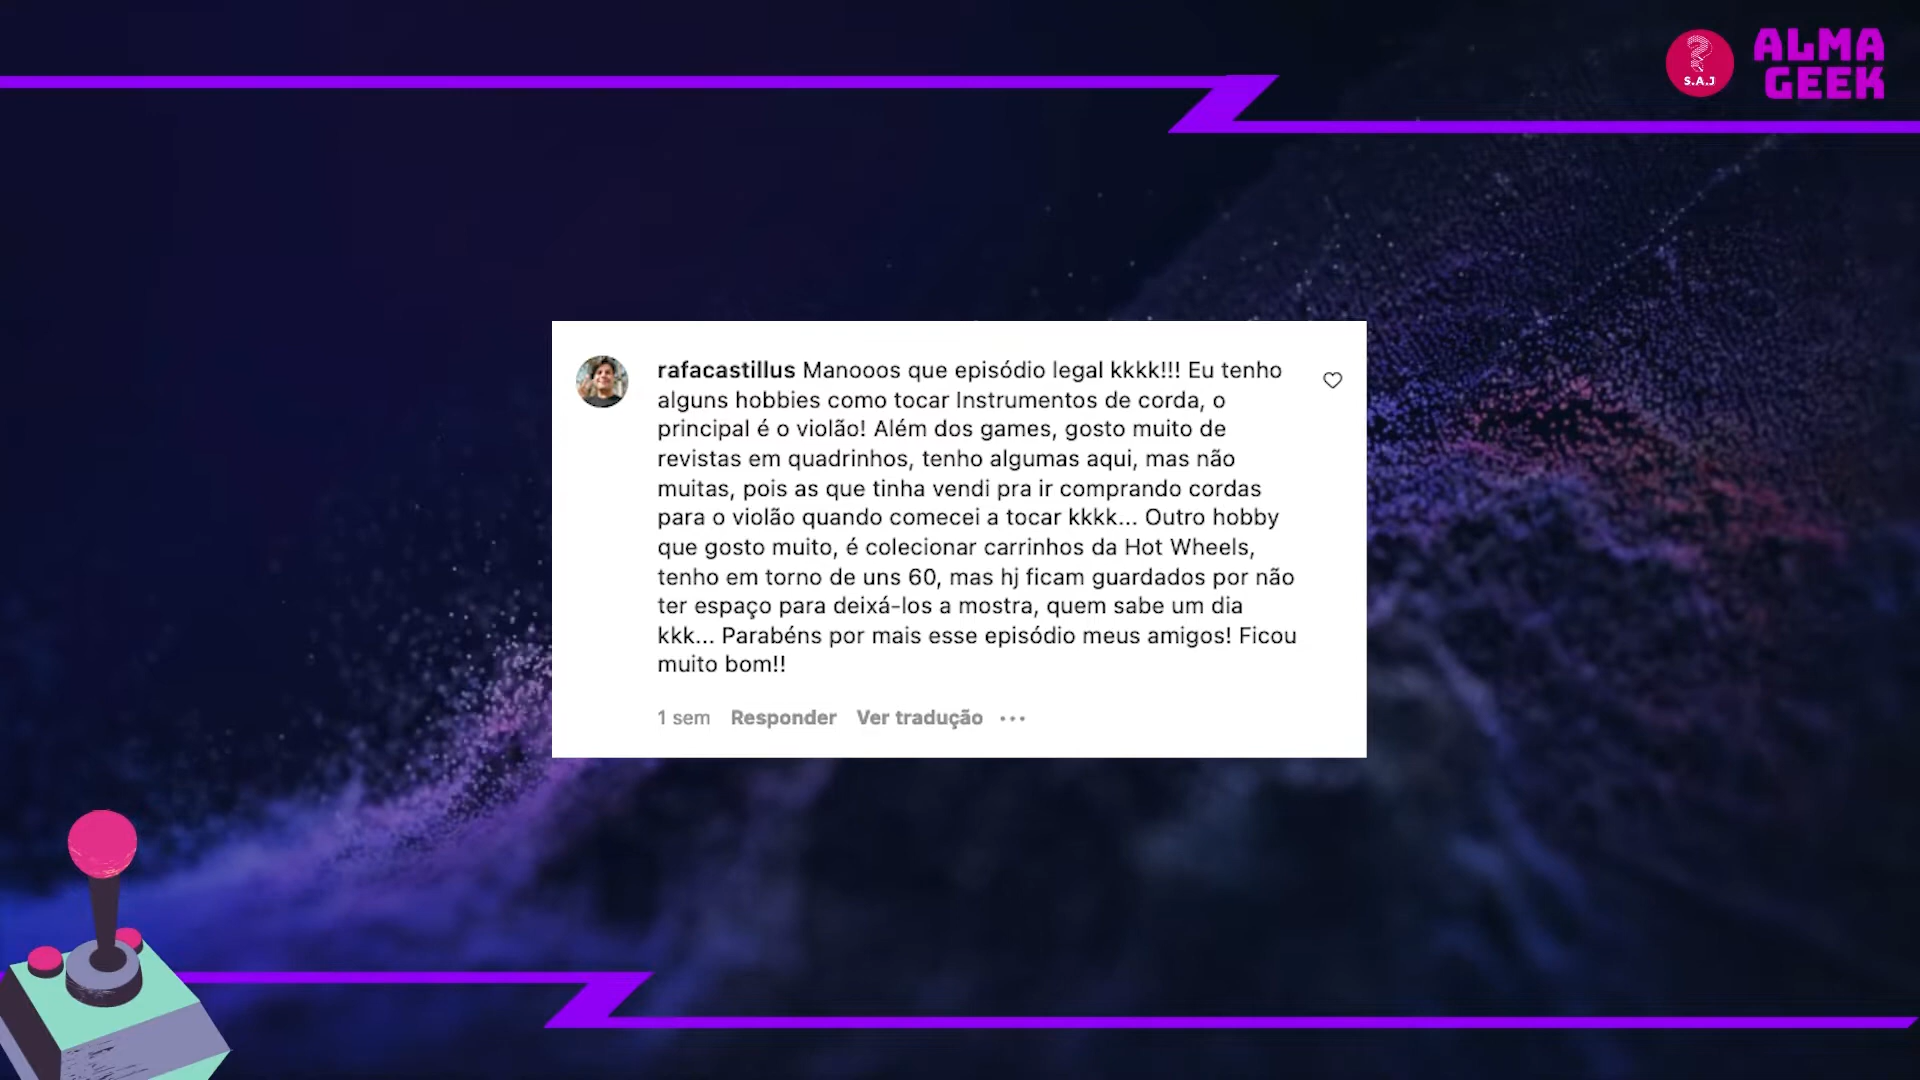 S.A.J
ALMA
GEEK
rafacastillus Manooos que episódio legal kkkk!!! Eu tenho
alguns hobbies como tocar Instrumentos de corda, o
principal é o violão! Além dos games, gosto muito de
revistas em quadrinhos, tenho algumas aqui, mas não
muitas, pois as que tinha vendi pra ir comprando cordas
para o violão quando comecei a tocar kkkk... Outro hobby
que gosto muito, é colecionar carrinhos da Hot Wheels,
tenho em torno de uns 60, mas hj ficam guardados por não
ter espaço para deixá-los a mostra, quem sabe um dia
kkk... Parabéns por mais esse episódio meus amigos! Ficou
muito bom!!
1 sem Responder Ver tradução ...